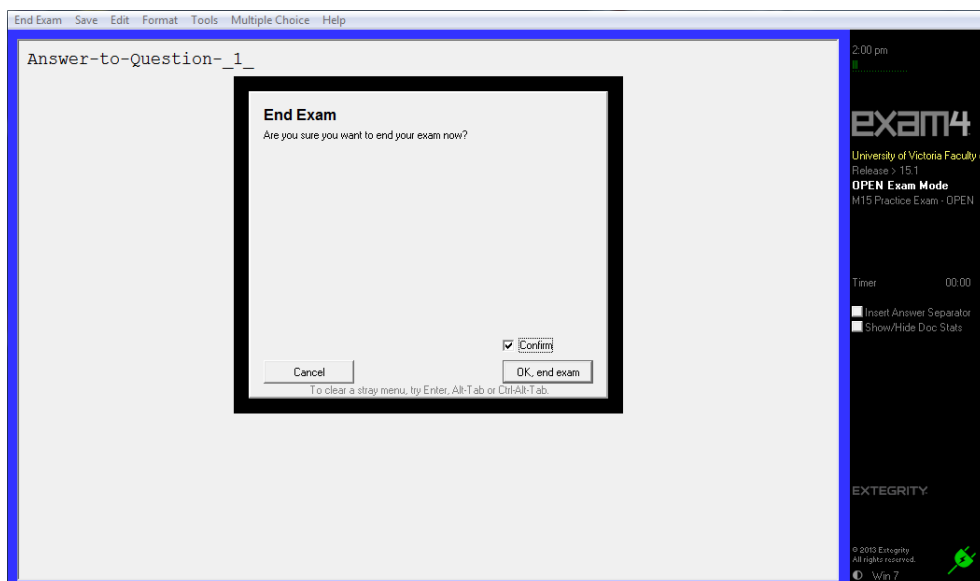 End Exam Save Edit Format Tools Multiple Choice Help
Answer-to-Question-_1_
End Exam
Are you sure you want to end your exam now?
Confirm
Cancel
OK, end exam
To clear a stray menu, try Enter, Alt-Tab or Ctrl-Alt-Tab.
2:00 pm
exam4
University of Victoria Faculty
Release > 15.1
OPEN Exam Mode
M15 Practice Exam - OPEN
Timer 00:00
Insert Answer Separator
Show/Hide Doc Stats
EXTEGRITY
© 2013 Extegrity
All rights reserved.
Win 7